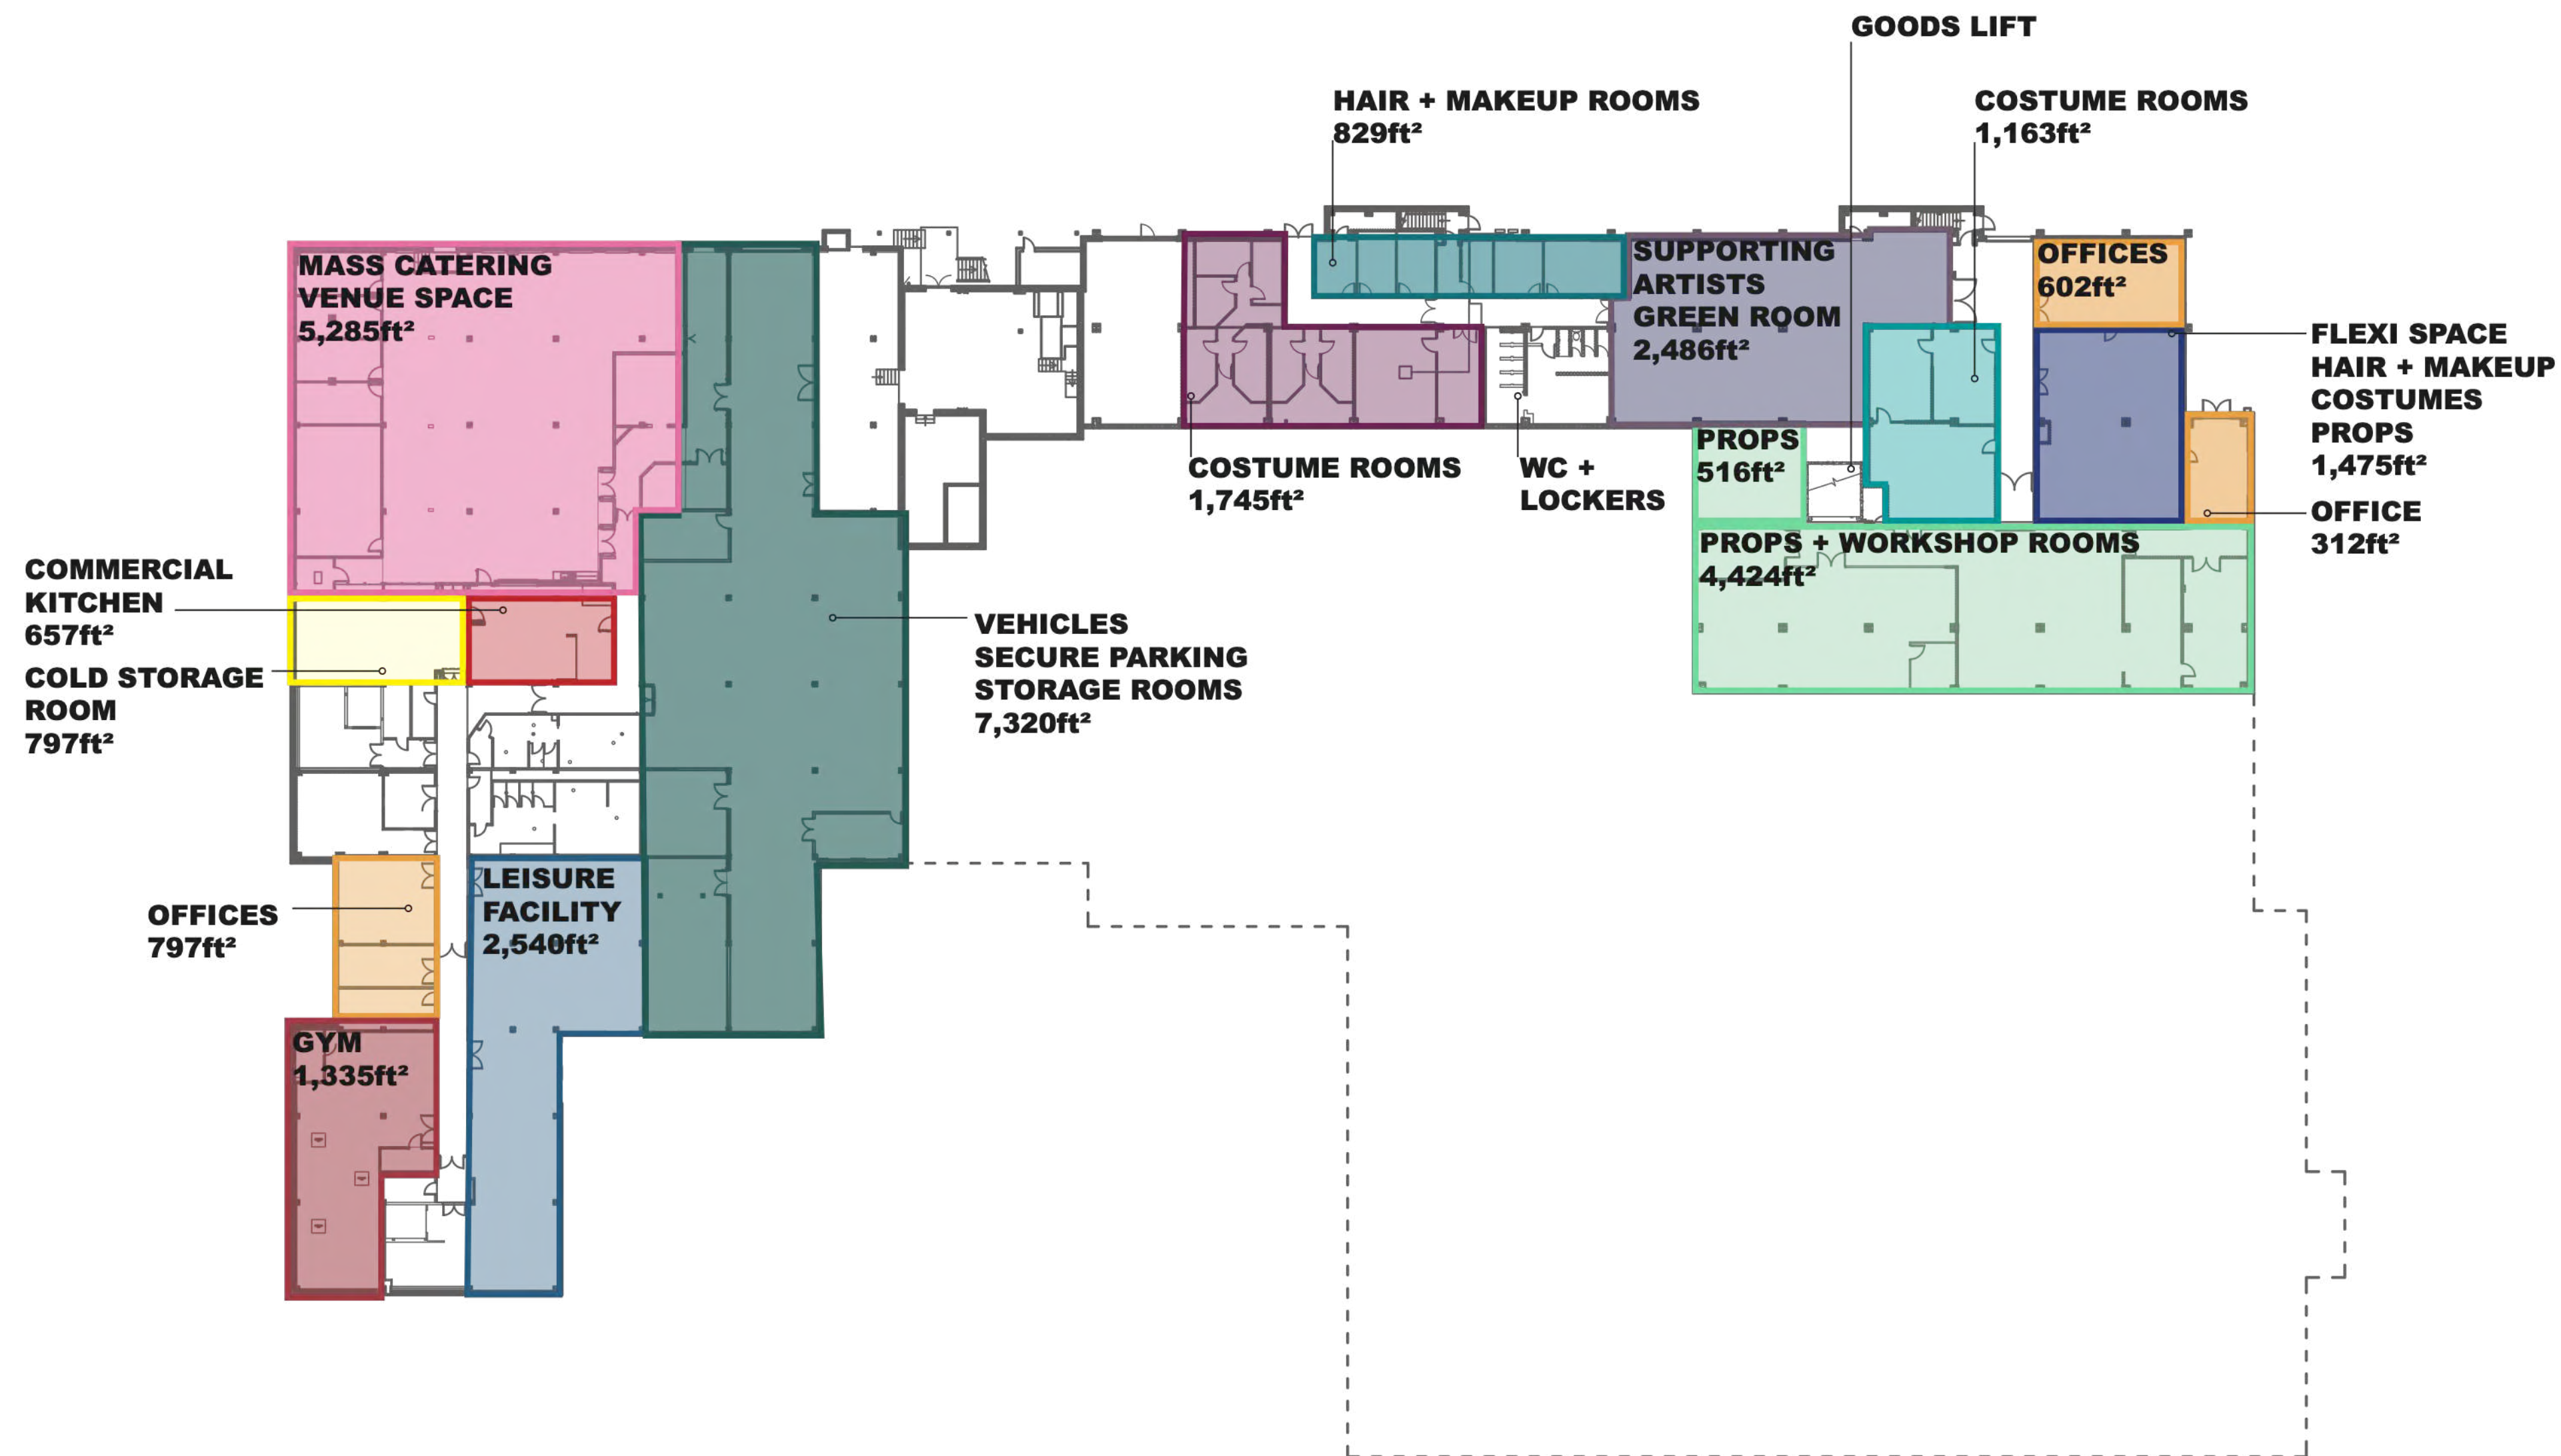 GOODS LIFT
HAIR + MAKEUP ROOMS
829ft²
COSTUME ROOMS
1,163ft²
MASS CATERING
VENUE SPACE
5,285ft²
SUPPORTING
ARTISTS
GREEN ROOM
2,486ft²
OFFICES
602ft²
FLEXI SPACE
HAIR + MAKEUP
COSTUMES
PROPS
1,475ft²
PROPS
516ft²
COSTUME ROOMS
1,745ft²
WC +
LOCKERS
OFFICE
312ft²
PROPS + WORKSHOP ROOMS
4,424ft²
COMMERCIAL
KITCHEN
657ft²
COLD STORAGE
ROOM
797ft²
VEHICLES
SECURE PARKING
STORAGE ROOMS
7,320ft²
OFFICES
797ft²
LEISURE
FACILITY
2,540ft²
GYM
1,335ft²